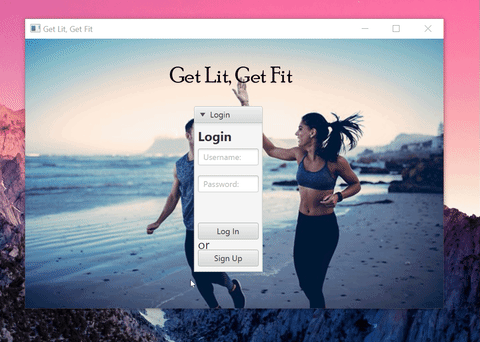 Get Lit, Get Fit
Get Lit, Get Fit
Login
Login
Username:
Password:
Log In
or
Sign Up